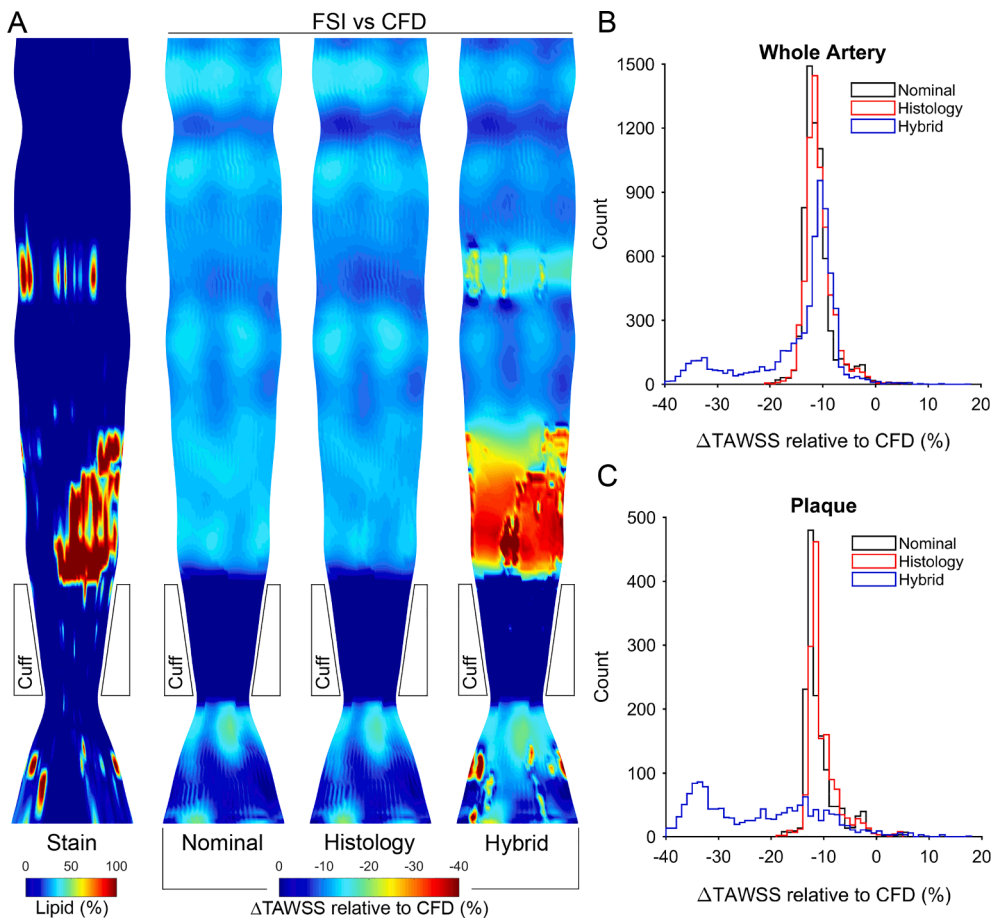 A
FSI vs CFD
Cuff
Cuff
Cuff
Cuff
Stain
Nominal
Histology
Hybrid
0 50 100
Lipid (%)
0 -10 -20 -30 -40
ΔTAWSS relative to CFD (%)
B
Whole Artery
1500
1200
900
600
300
0
Count
Nominal
Histology
Hybrid
-40 -30 -20 -10 0 10 20
ΔTAWSS relative to CFD (%)
C
Plaque
500
400
300
200
100
0
Count
Nominal
Histology
Hybrid
-40 -30 -20 -10 0 10 20
ΔTAWSS relative to CFD (%)